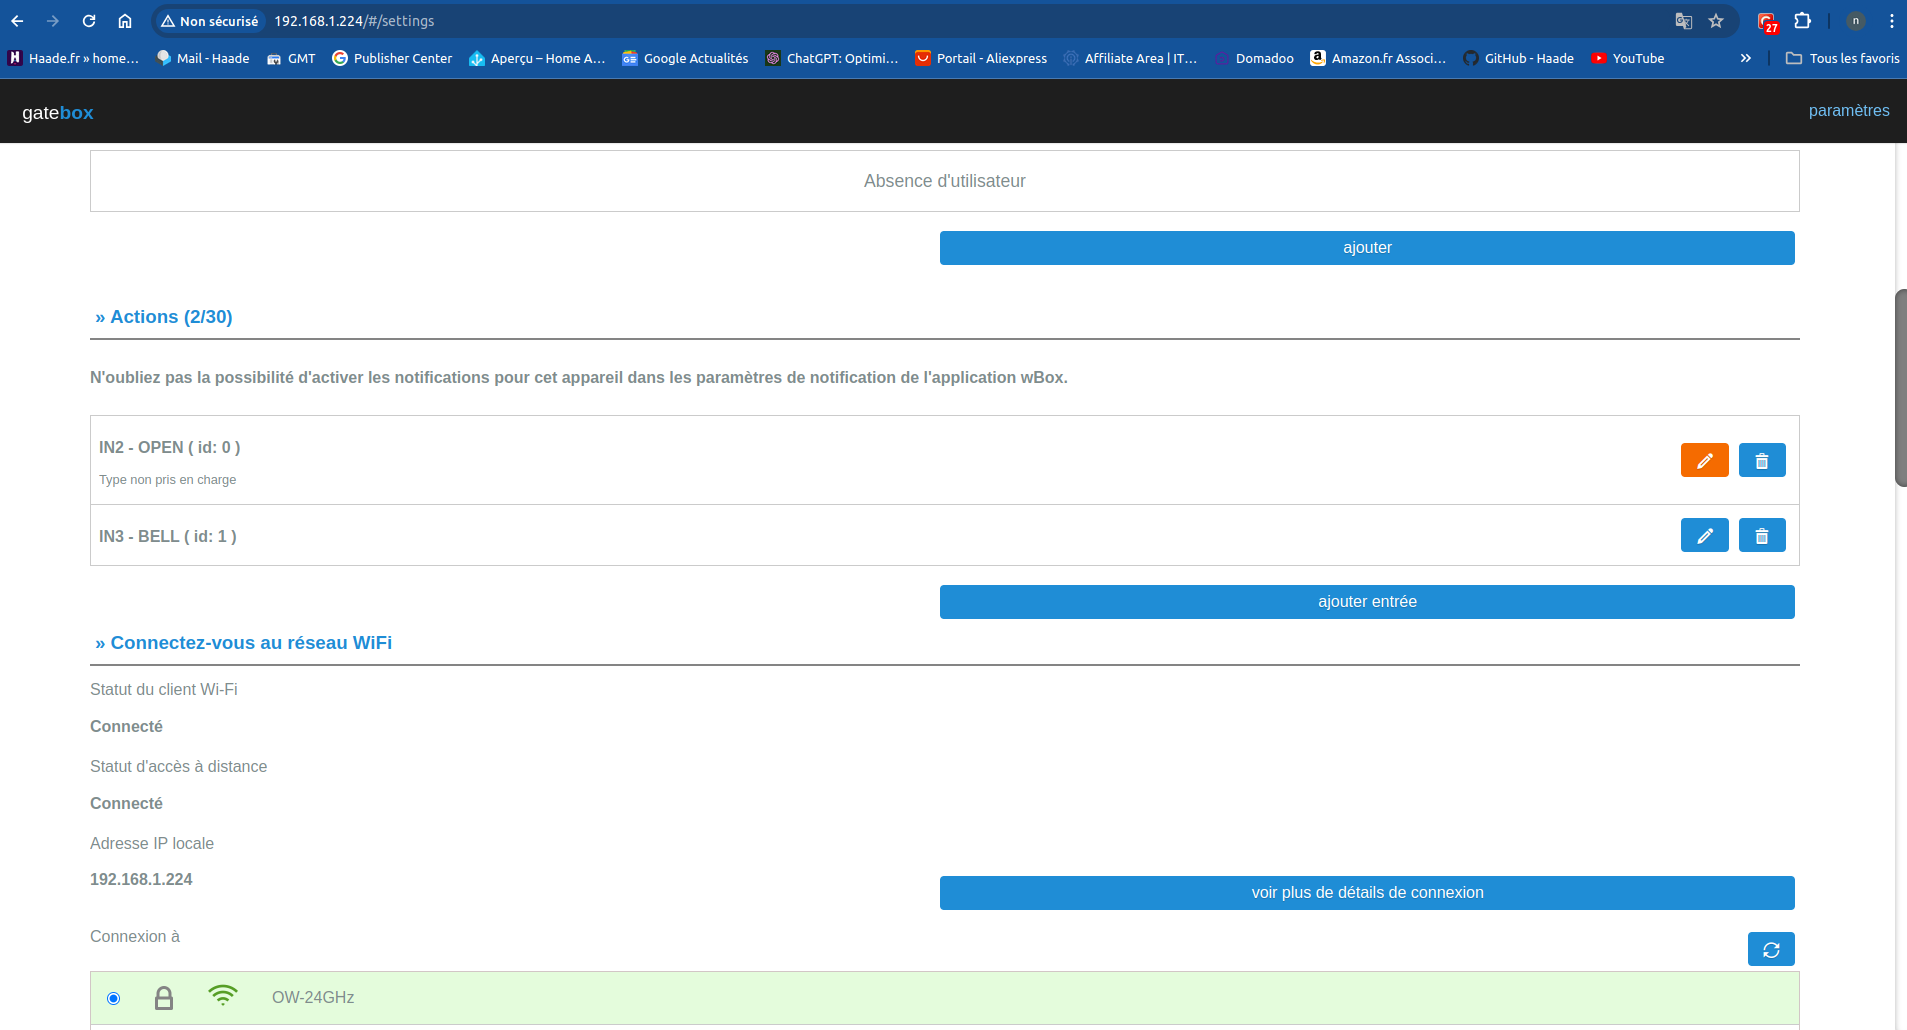 Non sécurisé 192.168.1.224/#/settings 27 n
Haade.fr » home... Mail - Haade GMT Publisher Center Aperçu – Home A... Google Actualités ChatGPT: Optimi... Portail - Aliexpress Affiliate Area | IT... Domadoo Amazon.fr Associ... GitHub - Haade YouTube » Tous les favoris
gatebox paramètres
Absence d'utilisateur
ajouter
» Actions (2/30)
N'oubliez pas la possibilité d'activer les notifications pour cet appareil dans les paramètres de notification de l'application wBox.
IN2 - OPEN ( id: 0 )
Type non pris en charge
IN3 - BELL ( id: 1 )
ajouter entrée
» Connectez-vous au réseau WiFi
Statut du client Wi-Fi
Connecté
Statut d'accès à distance
Connecté
Adresse IP locale
192.168.1.224
voir plus de détails de connexion
Connexion à
OW-24GHz